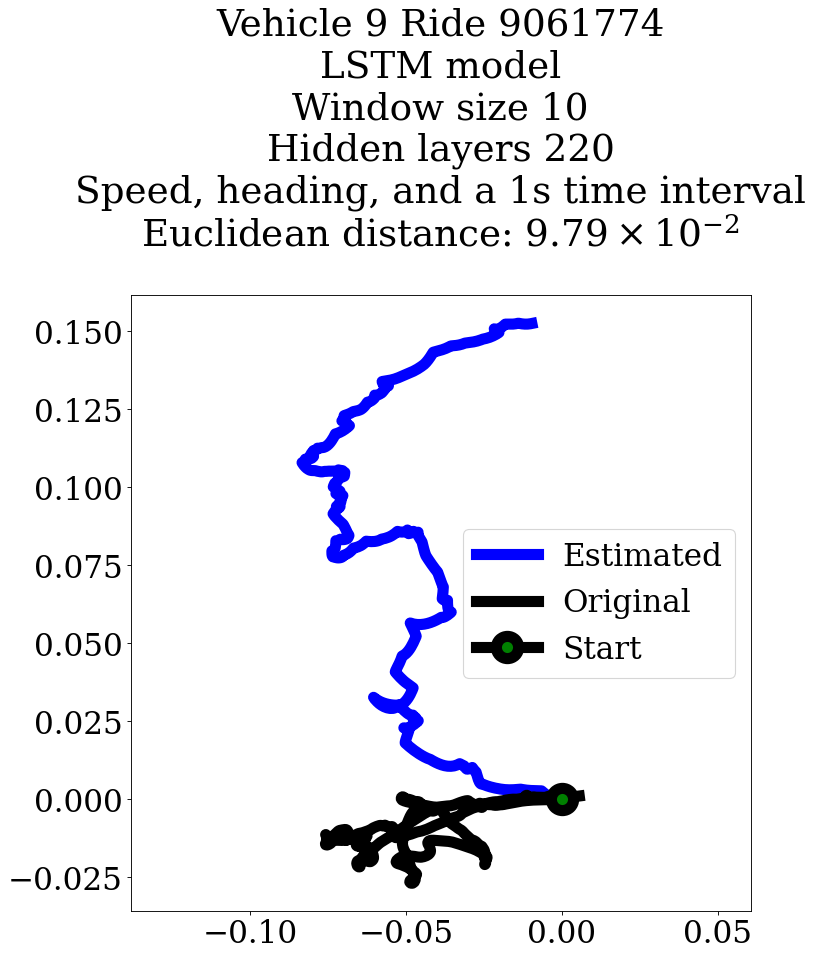 Vehicle 9 Ride 9061774
LSTM model
Window size 10
Hidden layers 220
Speed, heading, and a 1s time interval
Euclidean distance: 9.79 × 10⁻²
0.150
0.125
0.100
0.075
0.050
0.025
0.000
−0.025
Estimated
Original
Start
−0.10
−0.05
0.00
0.05